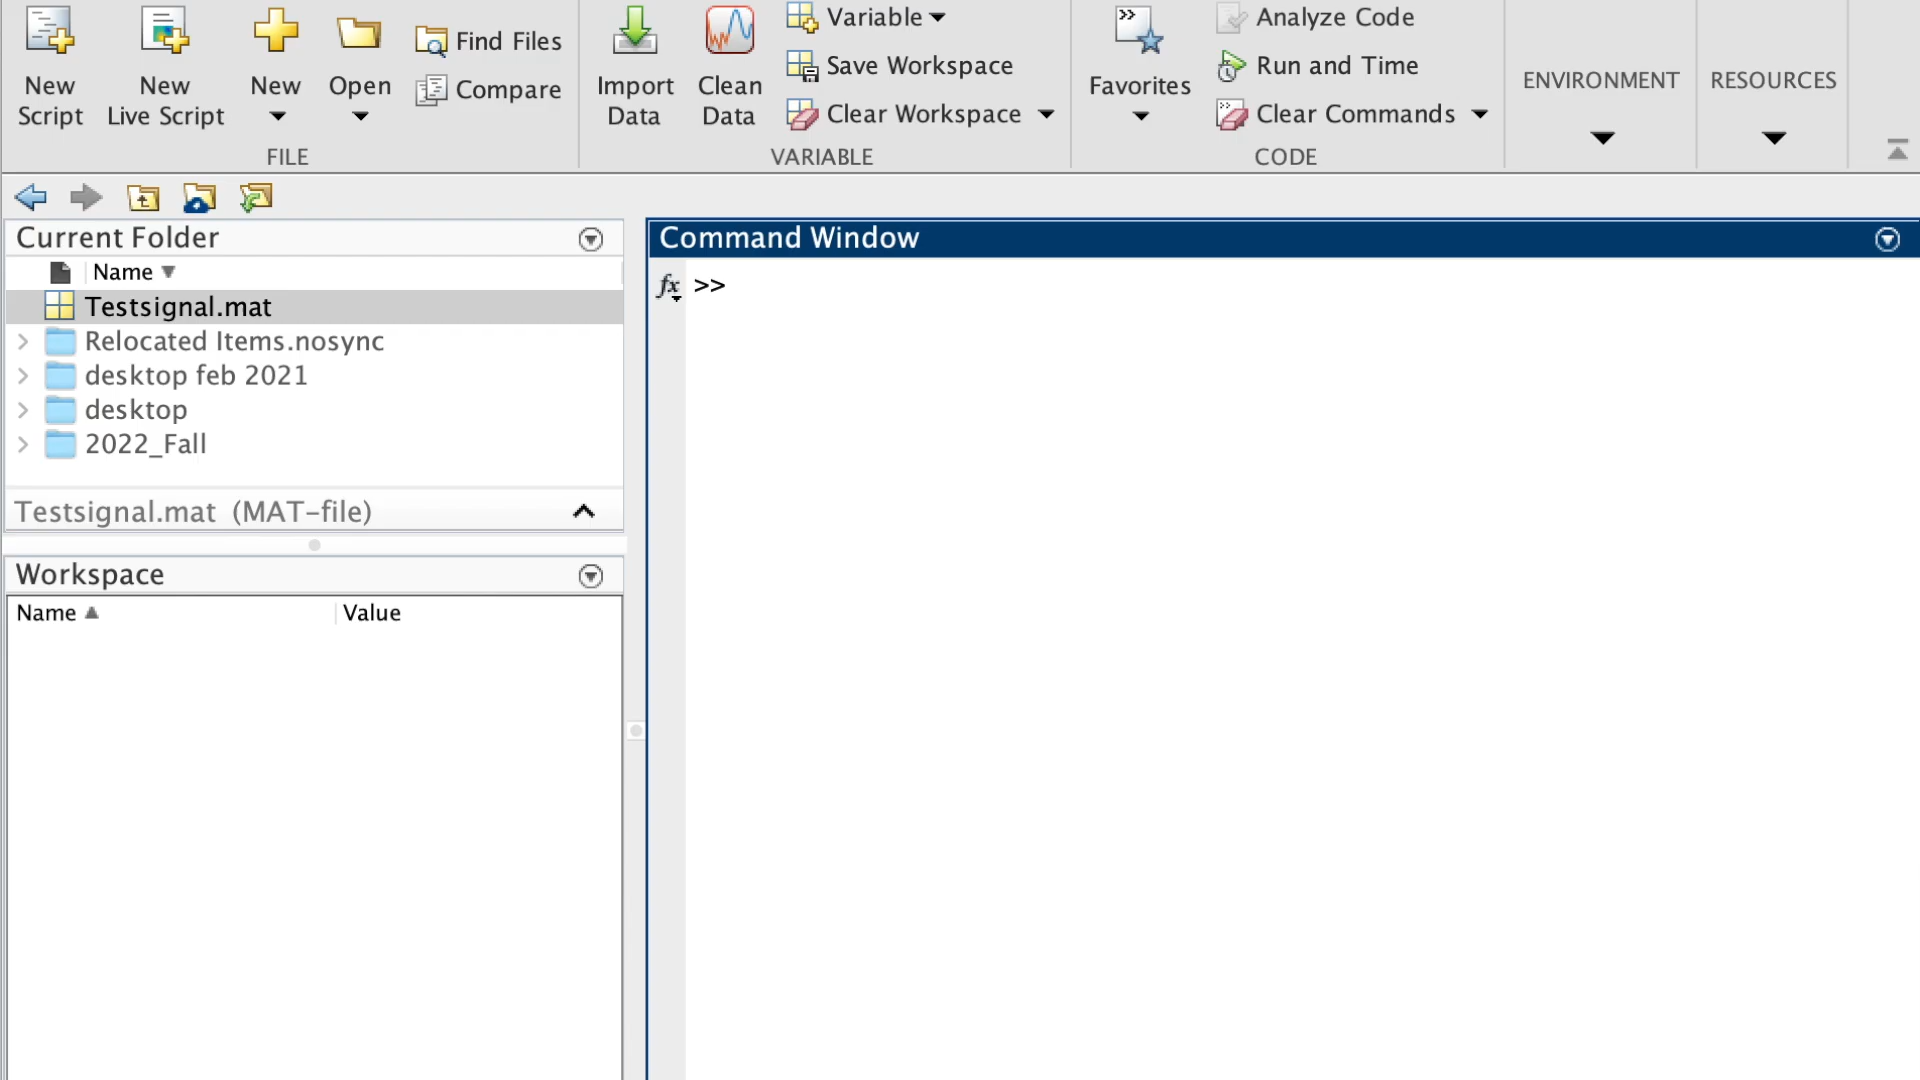 New Script
New Live Script
New
Open
Find Files
Compare
FILE
Import Data
Clean Data
Variable
Save Workspace
Clear Workspace
VARIABLE
Favorites
Analyze Code
Run and Time
Clear Commands
CODE
ENVIRONMENT
RESOURCES
Current Folder
Name
Testsignal.mat
Relocated Items.nosync
desktop feb 2021
desktop
2022_Fall
Testsignal.mat (MAT-file)
Workspace
Name Value
Command Window
fx >>